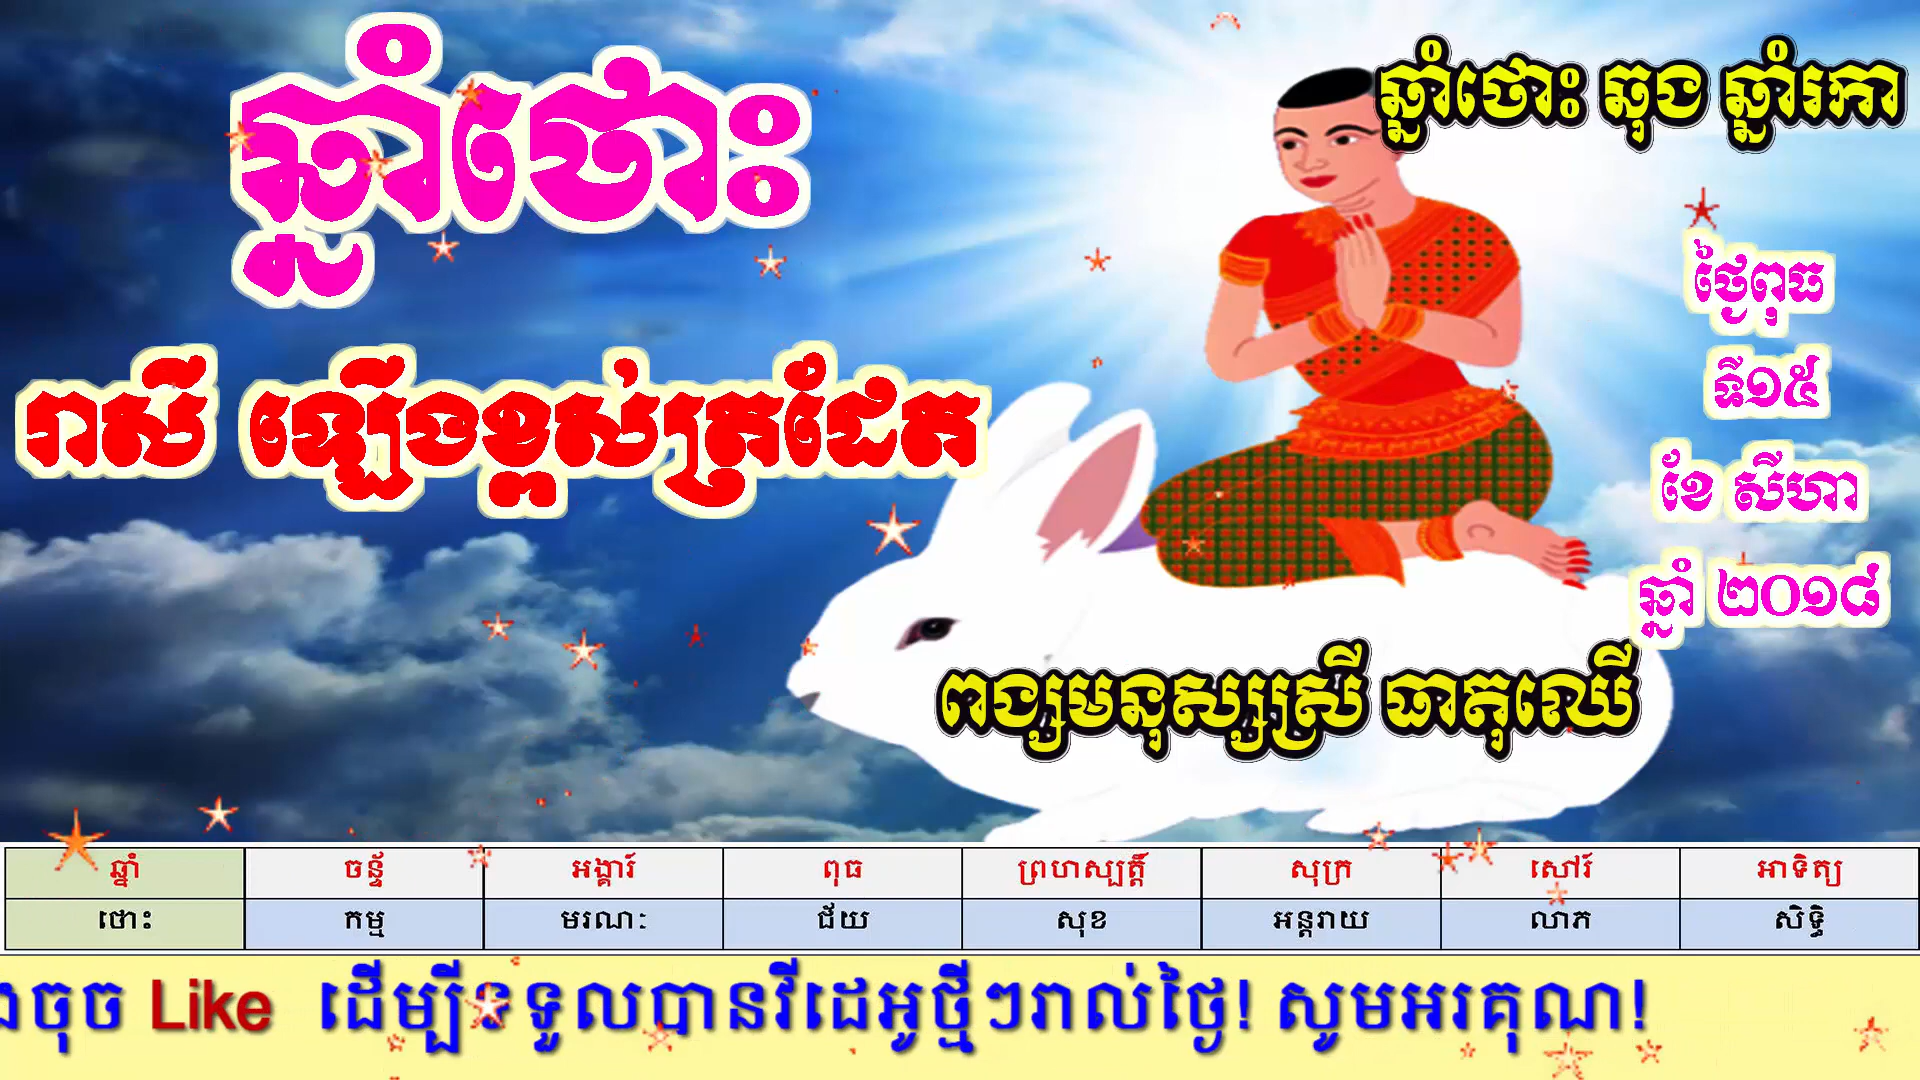 ឆ្នាំថោះ
រាសី ឡើងខ្ពស់ត្រដែត
ឆ្នាំថោះ ឆុង ឆ្នាំរកា
ថ្ងៃពុធ
ទី១៥
ខែ សីហា
ឆ្នាំ ២០១៨
ពង្សមនុស្សស្រី ធាតុឈើ
ឆ្នាំ ចន្ទ័ អង្គារ៍ ពុធ ព្រហស្បត្តិ៍ សុក្រ សៅរ៍ អាទិត្យ
ថោះ កម្ម មរណៈ ជ័យ សុខ អន្តរាយ លាភ សិទ្ធិ
ចុច Like ដើម្បីទទួលបានវីដេអូថ្មីៗរាល់ថ្ងៃ! សូមអរគុណ!